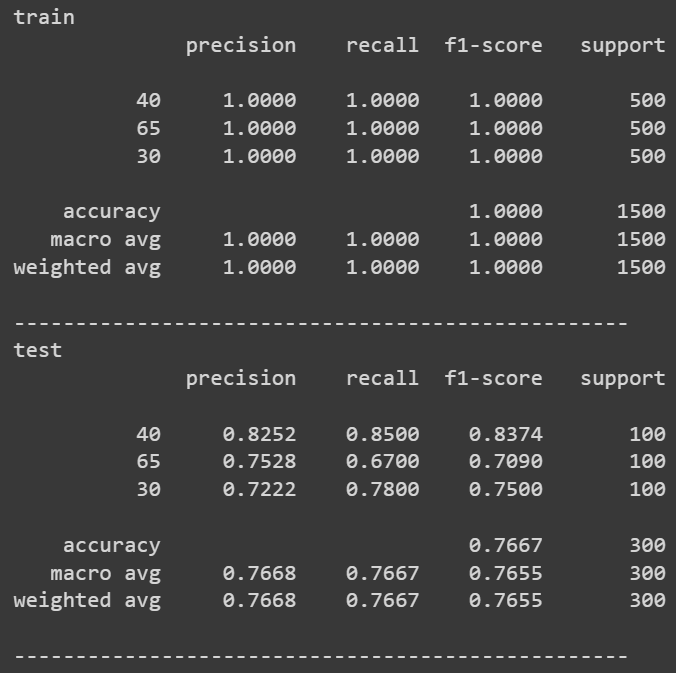 train
precision recall f1-score support
40 1.0000 1.0000 1.0000 500
65 1.0000 1.0000 1.0000 500
30 1.0000 1.0000 1.0000 500
accuracy 1.0000 1500
macro avg 1.0000 1.0000 1.0000 1500
weighted avg 1.0000 1.0000 1.0000 1500
--------------------------------------------------
test
precision recall f1-score support
40 0.8252 0.8500 0.8374 100
65 0.7528 0.6700 0.7090 100
30 0.7222 0.7800 0.7500 100
accuracy 0.7667 300
macro avg 0.7668 0.7667 0.7655 300
weighted avg 0.7668 0.7667 0.7655 300
--------------------------------------------------